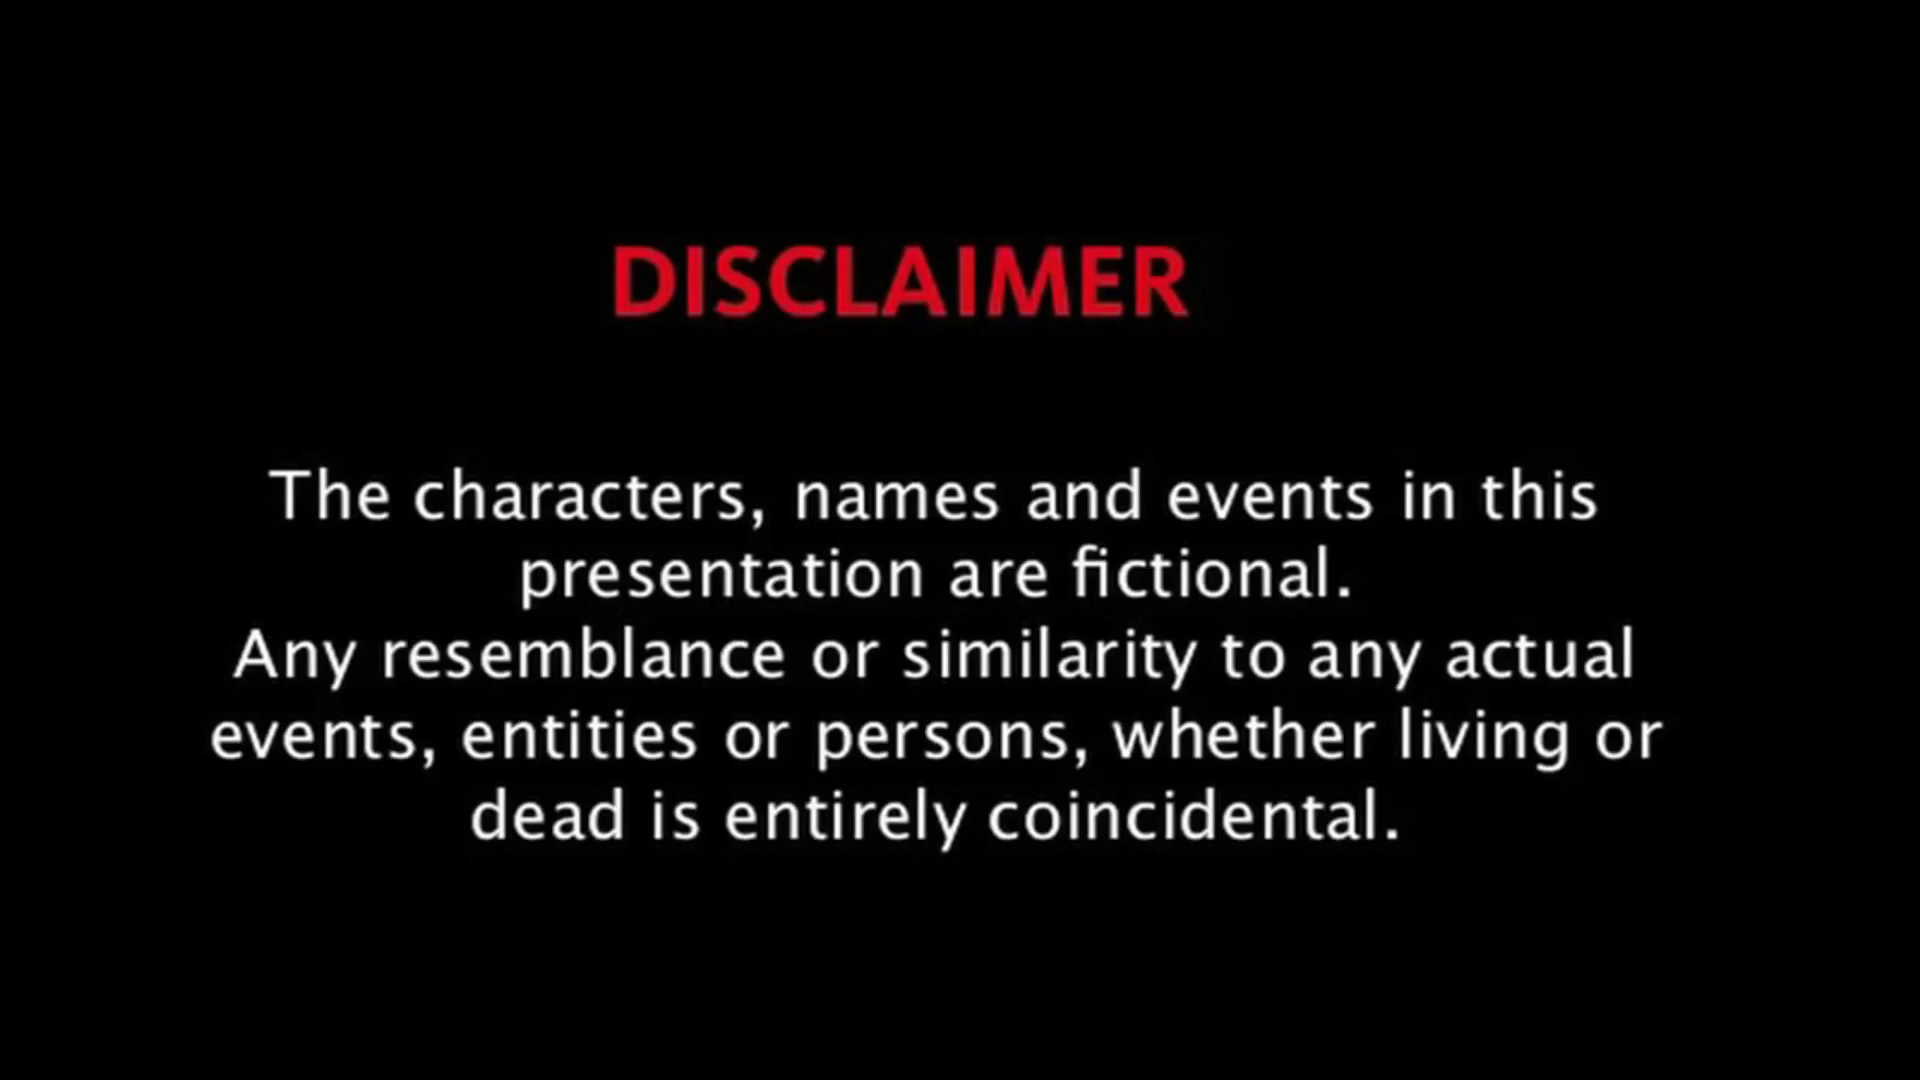 DISCLAIMER
The characters, names and events in this
presentation are fictional.
Any resemblance or similarity to any actual
events, entities or persons, whether living or
dead is entirely coincidental.